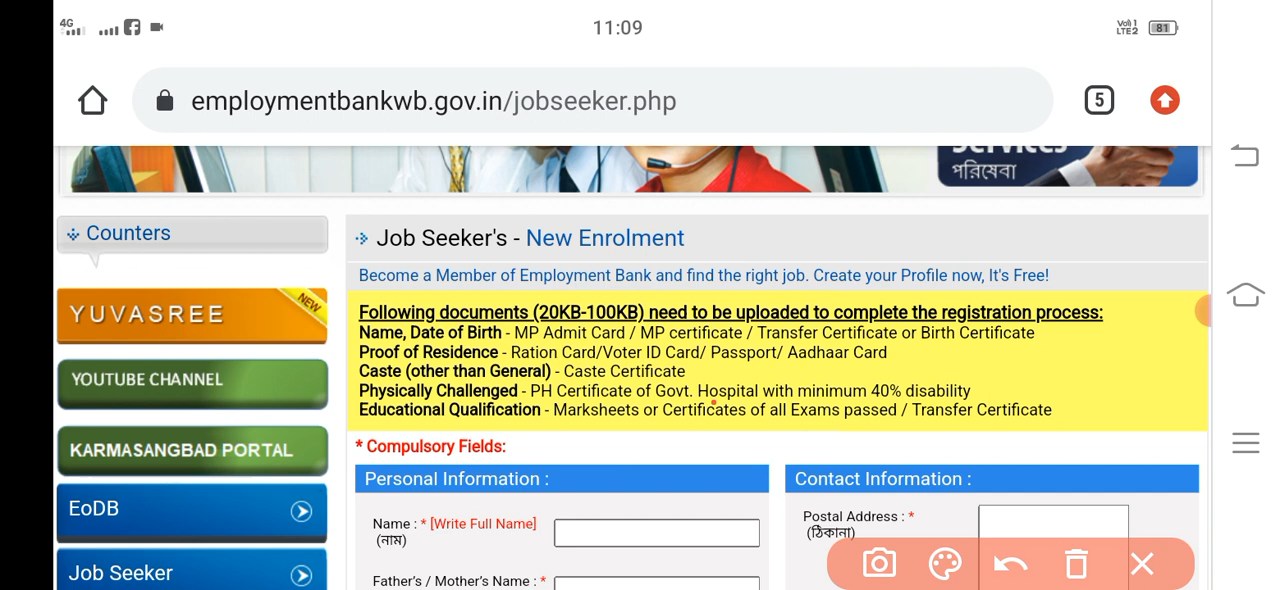 4G
11:09
VoI) 1
LTE2
81
employmentbankwb.gov.in/jobseeker.php
5
Services
পরিষেবা
Counters
Job Seeker's - New Enrolment
Become a Member of Employment Bank and find the right job. Create your Profile now, It's Free!
YUVASREE
NEW
Following documents (20KB-100KB) need to be uploaded to complete the registration process:
Name, Date of Birth - MP Admit Card / MP certificate / Transfer Certificate or Birth Certificate
Proof of Residence - Ration Card/Voter ID Card/ Passport/ Aadhaar Card
Caste (other than General) - Caste Certificate
Physically Challenged - PH Certificate of Govt. Hospital with minimum 40% disability
Educational Qualification - Marksheets or Certificates of all Exams passed / Transfer Certificate
YOUTUBE CHANNEL
KARMASANGBAD PORTAL
EoDB
Job Seeker
* Compulsory Fields:
Personal Information :
Name : * [Write Full Name]
(নাম)
Father's / Mother's Name : *
Contact Information :
Postal Address : *
(ঠিকানা)